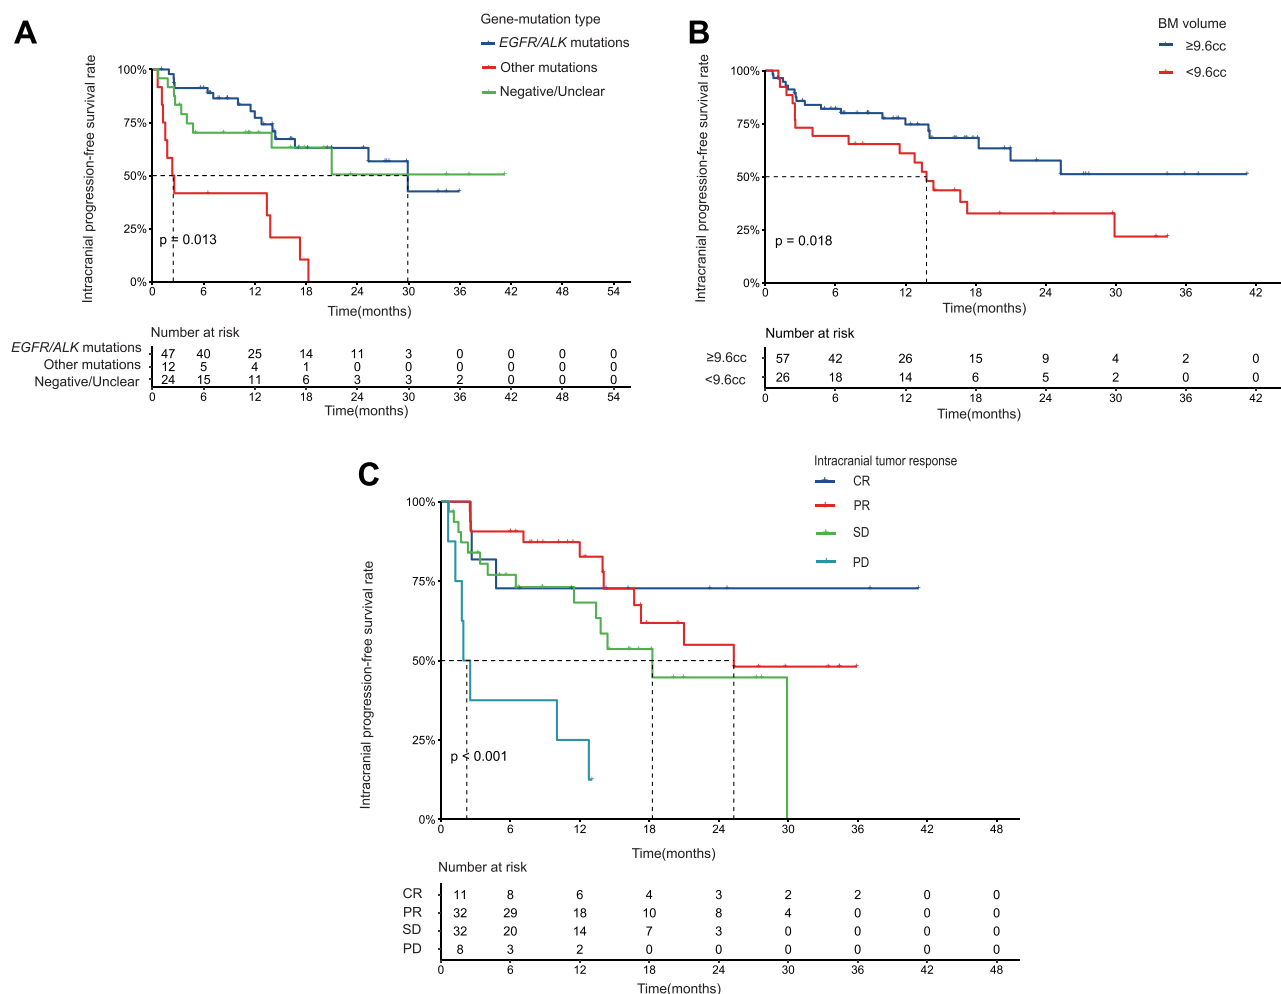 A
Gene-mutation type
EGFR/ALK mutations
Other mutations
Negative/Unclear
Intracranial progression-free survival rate
100%
75%
50%
25%
0%
p = 0.013
0 6 12 18 24 30 36 42 48 54
Time(months)
Number at risk
EGFR/ALK mutations 47 40 25 14 11 3 0 0 0 0
Other mutations 12 5 4 1 0 0 0 0 0 0
Negative/Unclear 24 15 11 6 3 3 2 0 0 0
0 6 12 18 24 30 36 42 48 54
Time(months)
B
BM volume
≥9.6cc
<9.6cc
Intracranial progression-free survival rate
100%
75%
50%
25%
0%
p = 0.018
0 6 12 18 24 30 36 42
Time(months)
Number at risk
≥9.6cc 57 42 26 15 9 4 2 0
<9.6cc 26 18 14 6 5 2 0 0
0 6 12 18 24 30 36 42
Time(months)
C
Intracranial tumor response
CR
PR
SD
PD
Intracranial progression-free survival rate
100%
75%
50%
25%
0%
p < 0.001
0 6 12 18 24 30 36 42 48
Time(months)
Number at risk
CR 11 8 6 4 3 2 2 0 0
PR 32 29 18 10 8 4 0 0 0
SD 32 20 14 7 3 0 0 0 0
PD 8 3 2 0 0 0 0 0 0
0 6 12 18 24 30 36 42 48
Time(months)